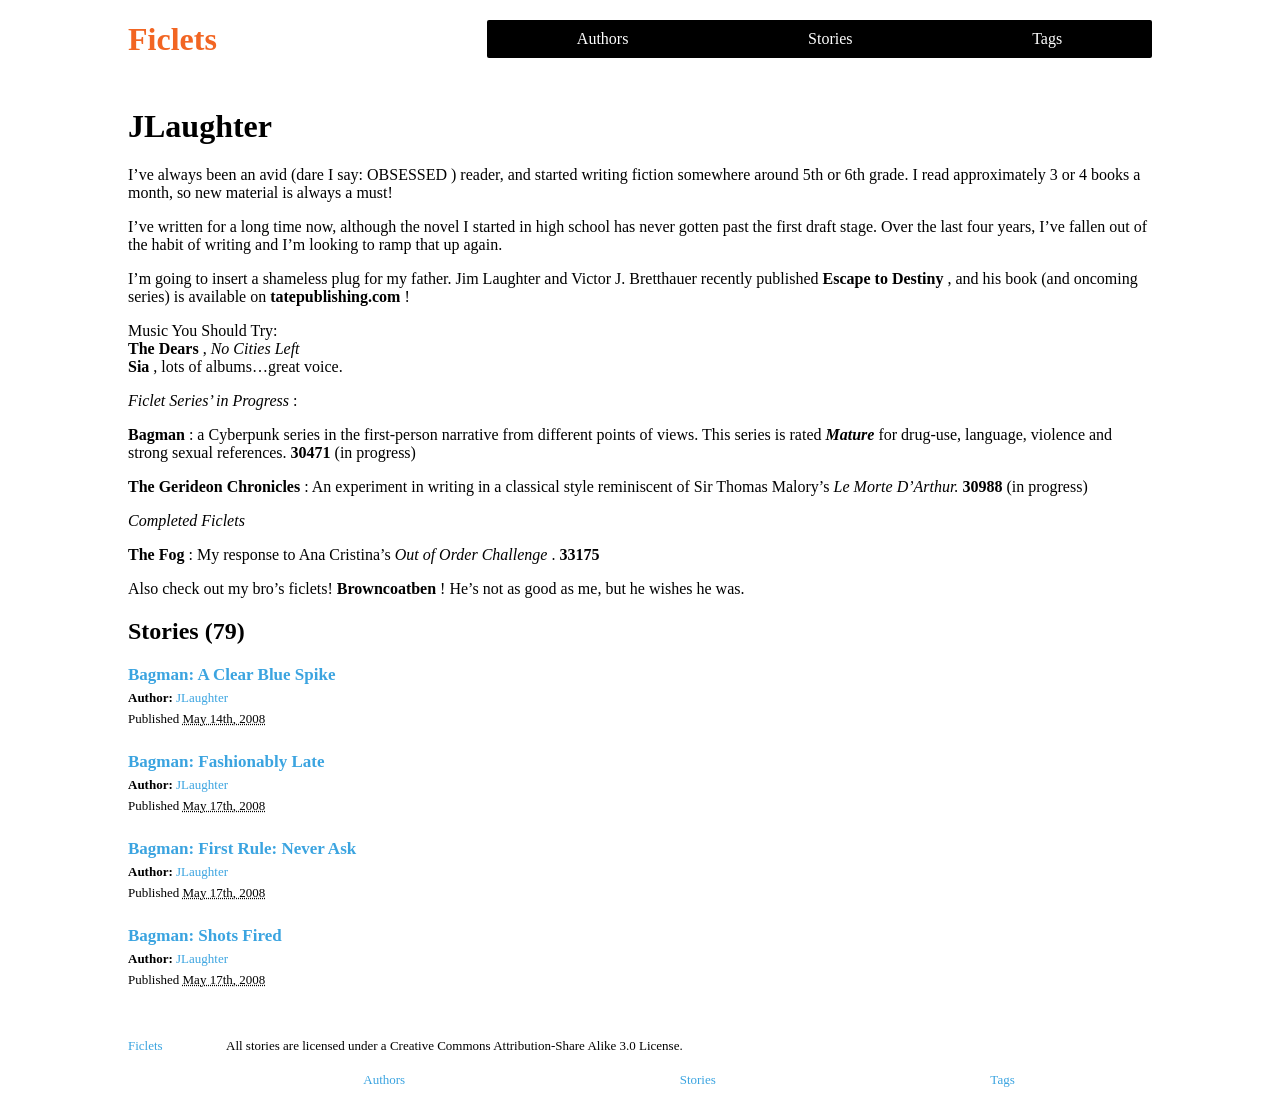 Ficlets
Authors Stories Tags
JLaughter
I’ve always been an avid (dare I say: OBSESSED ) reader, and started writing fiction somewhere around 5th or 6th grade. I read approximately 3 or 4 books a
month, so new material is always a must!
I’ve written for a long time now, although the novel I started in high school has never gotten past the first draft stage. Over the last four years, I’ve fallen out of
the habit of writing and I’m looking to ramp that up again.
I’m going to insert a shameless plug for my father. Jim Laughter and Victor J. Bretthauer recently published Escape to Destiny , and his book (and oncoming
series) is available on tatepublishing.com !
Music You Should Try:
The Dears , No Cities Left
Sia , lots of albums…great voice.
Ficlet Series’ in Progress :
Bagman : a Cyberpunk series in the first-person narrative from different points of views. This series is rated Mature for drug-use, language, violence and
strong sexual references. 30471 (in progress)
The Gerideon Chronicles : An experiment in writing in a classical style reminiscent of Sir Thomas Malory’s Le Morte D’Arthur. 30988 (in progress)
Completed Ficlets
The Fog : My response to Ana Cristina’s Out of Order Challenge . 33175
Also check out my bro’s ficlets! Browncoatben ! He’s not as good as me, but he wishes he was.
Stories (79)
Bagman: A Clear Blue Spike
Author: JLaughter
Published May 14th, 2008
Bagman: Fashionably Late
Author: JLaughter
Published May 17th, 2008
Bagman: First Rule: Never Ask
Author: JLaughter
Published May 17th, 2008
Bagman: Shots Fired
Author: JLaughter
Published May 17th, 2008
Ficlets All stories are licensed under a Creative Commons Attribution-Share Alike 3.0 License.
Authors Stories Tags